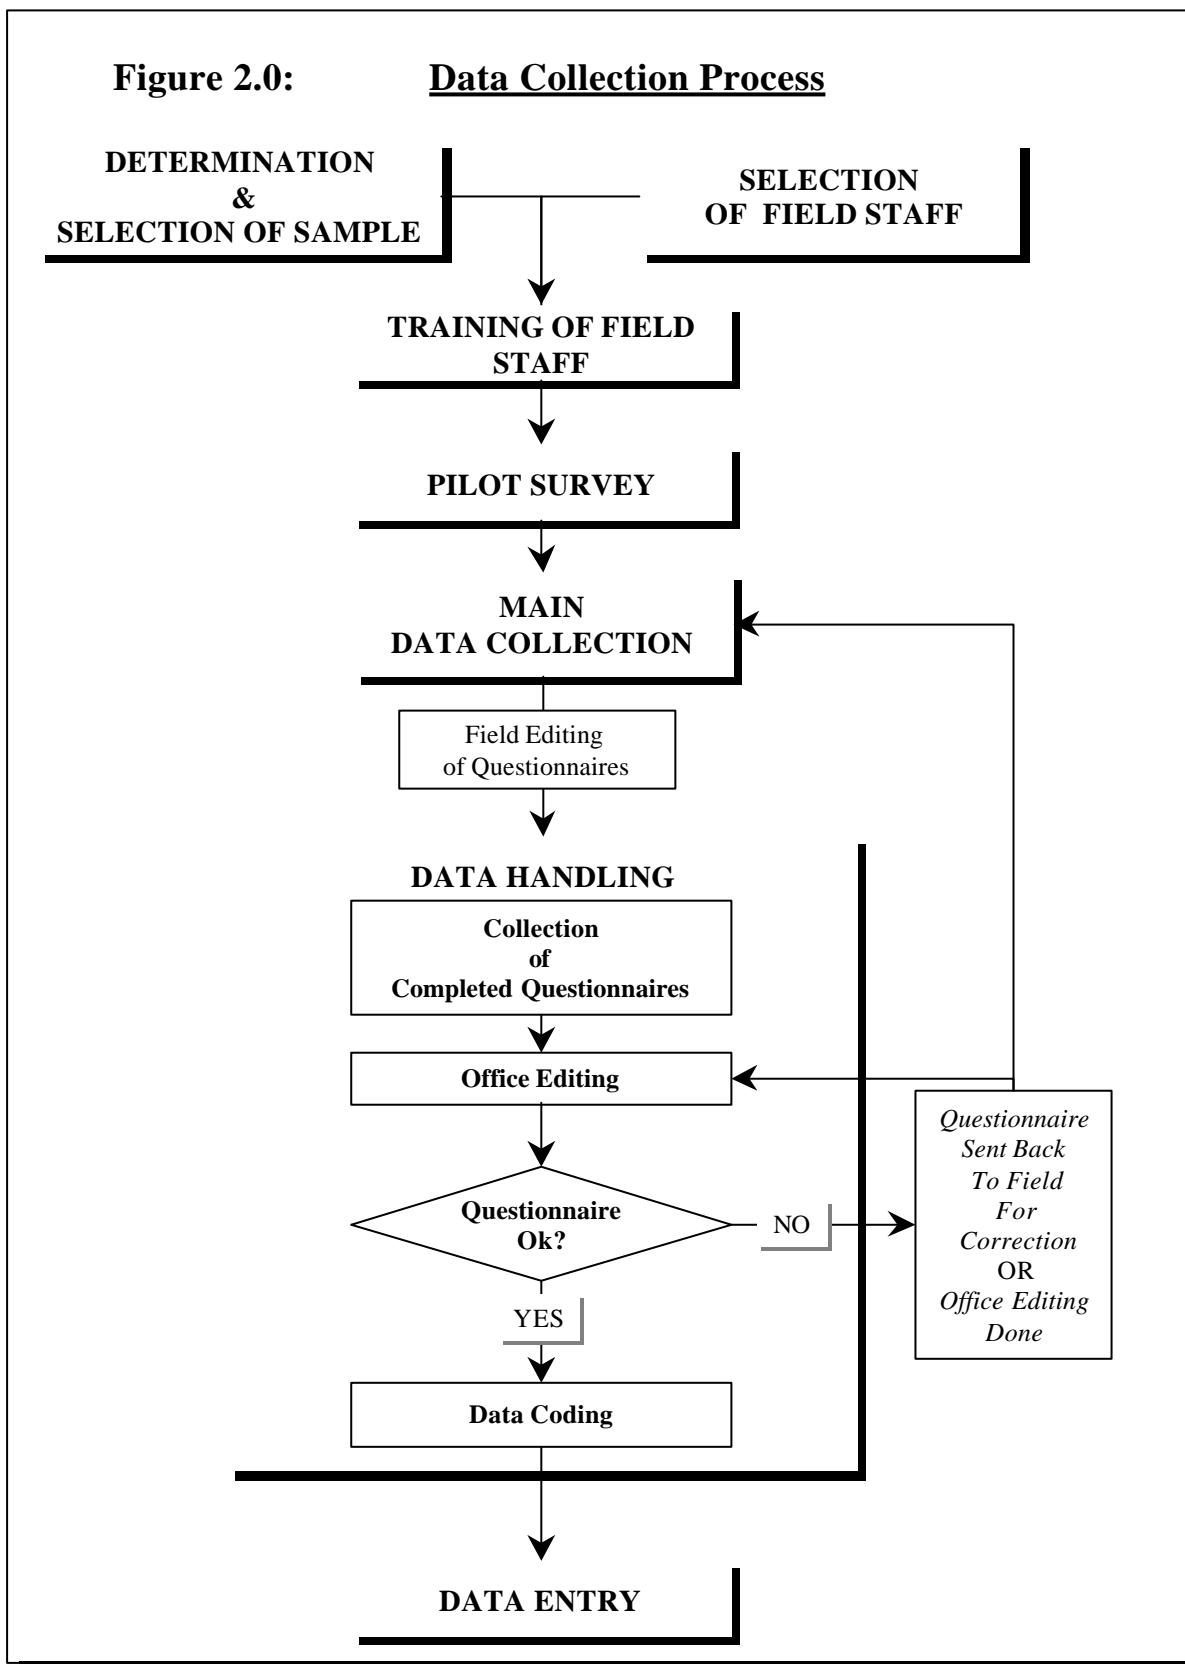 Figure 2.0: Data Collection Process
DETERMINATION
&
SELECTION OF SAMPLE
SELECTION
OF FIELD STAFF
TRAINING OF FIELD
STAFF
PILOT SURVEY
MAIN
DATA COLLECTION
Field Editing
of Questionnaires
DATA HANDLING
Collection
of
Completed Questionnaires
Office Editing
Questionnaire
Ok?
NO
Questionnaire
Sent Back
To Field
For
Correction
OR
Office Editing
Done
YES
Data Coding
DATA ENTRY